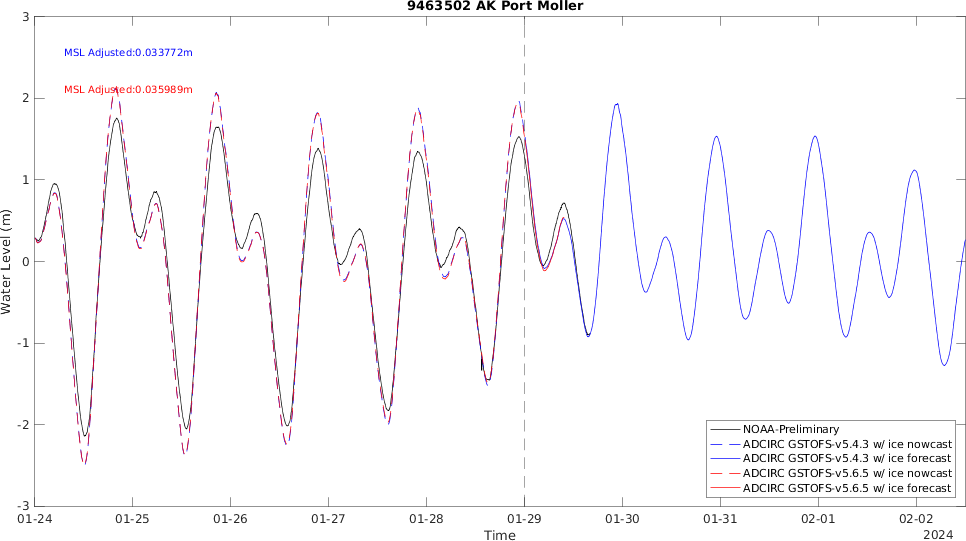 9463502 AK Port Moller
3
MSL Adjusted:0.033772m
MSL Adjusted:0.035989m
2
1
0
-1
-2
-3
Water Level (m)
NOAA-Preliminary
ADCIRC GSTOFS-v5.4.3 w/ ice nowcast
ADCIRC GSTOFS-v5.4.3 w/ ice forecast
ADCIRC GSTOFS-v5.6.5 w/ ice nowcast
ADCIRC GSTOFS-v5.6.5 w/ ice forecast
01-24 01-25 01-26 01-27 01-28 01-29 01-30 01-31 02-01 02-02
Time
2024